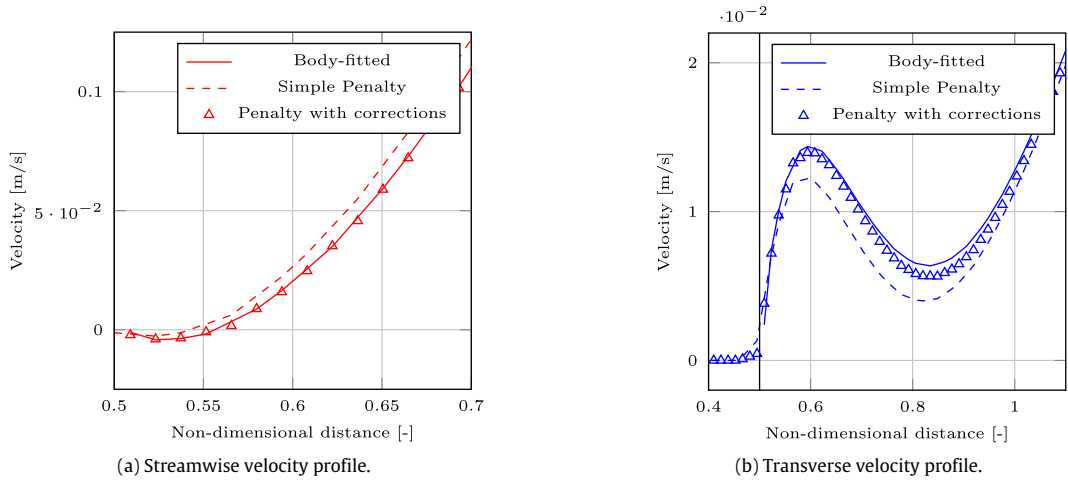 Body-fitted
Simple Penalty
Penalty with corrections
0.1
5 · 10⁻²
0
Velocity [m/s]
0.5 0.55 0.6 0.65 0.7
Non-dimensional distance [-]
(a) Streamwise velocity profile.
·10⁻²
Body-fitted
Simple Penalty
Penalty with corrections
2
1
0
Velocity [m/s]
0.4 0.6 0.8 1
Non-dimensional distance [-]
(b) Transverse velocity profile.